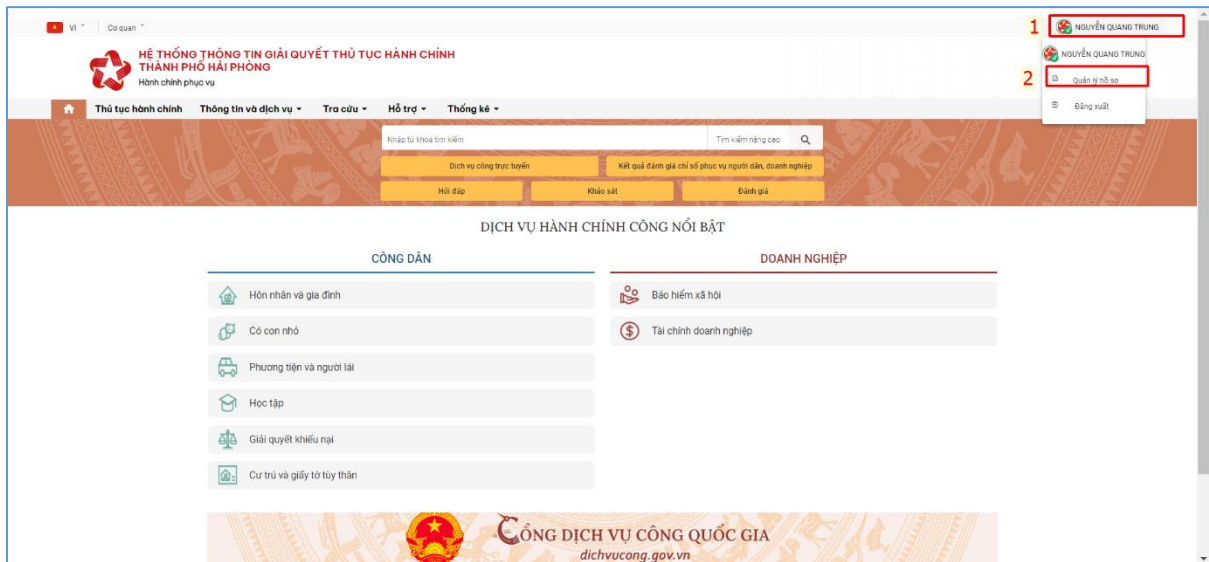 VI
Cơ quan
1
NGUYỄN QUANG TRUNG
HỆ THỐNG THÔNG TIN GIẢI QUYẾT THỦ TỤC HÀNH CHÍNH
THÀNH PHỐ HẢI PHÒNG
Hành chính phục vụ
NGUYỄN QUANG TRUNG
2
Quản lý hồ sơ
Đăng xuất
Thủ tục hành chính Thông tin và dịch vụ Tra cứu Hỗ trợ Thống kê
Nhập từ khoá tìm kiếm Tìm kiếm nâng cao
Dịch vụ công trực tuyến Kết quả đánh giá chỉ số phục vụ người dân, doanh nghiệp
Hỏi đáp Khảo sát Đánh giá
DỊCH VỤ HÀNH CHÍNH CÔNG NỔI BẬT
CÔNG DÂN DOANH NGHIỆP
Hôn nhân và gia đình Bảo hiểm xã hội
Có con nhỏ Tài chính doanh nghiệp
Phương tiện và người lái
Học tập
Giải quyết khiếu nại
Cư trú và giấy tờ tùy thân
CỔNG DỊCH VỤ CÔNG QUỐC GIA
dichvucong.gov.vn